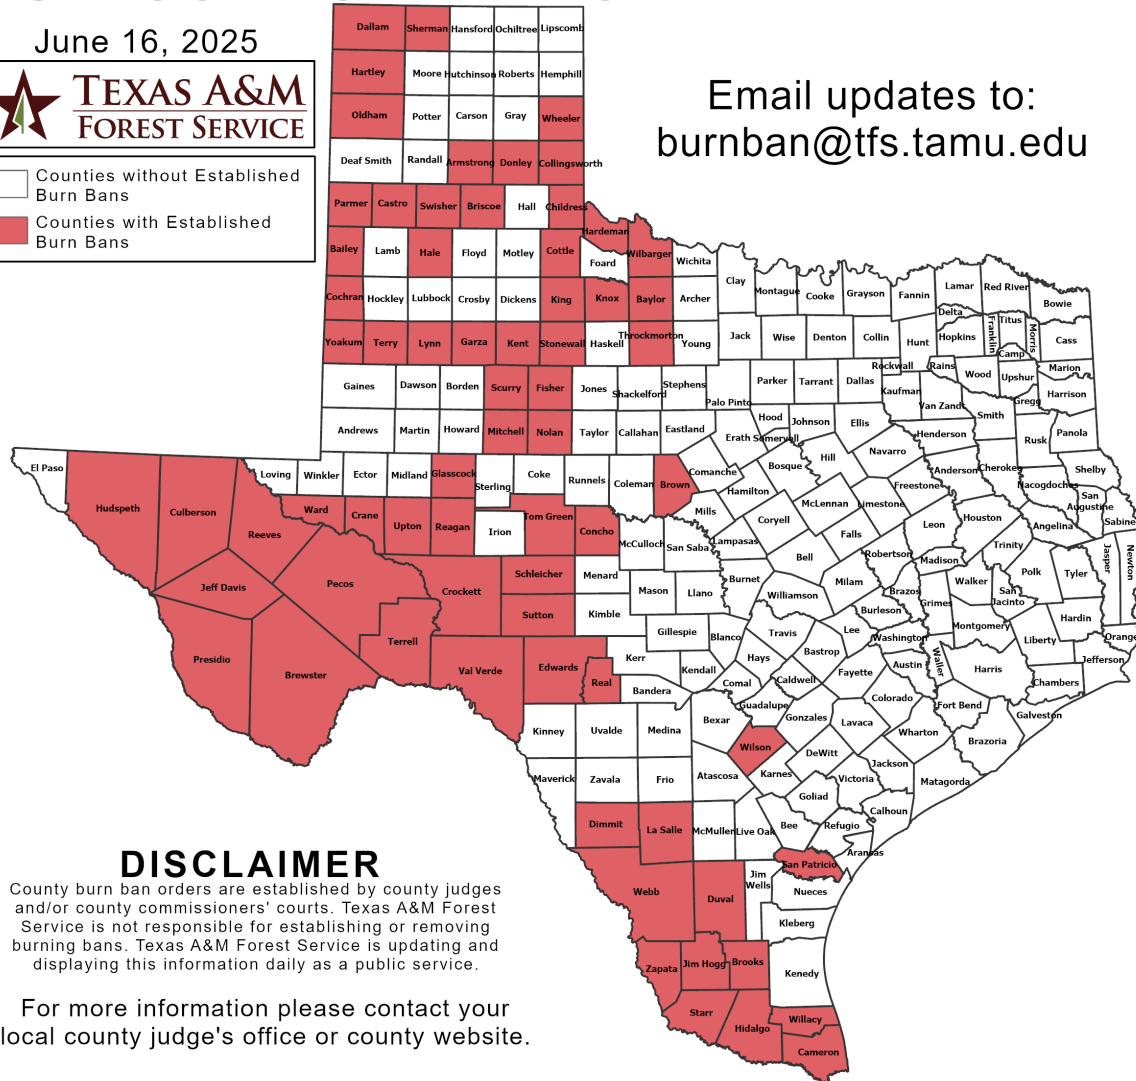 June 16, 2025
TEXAS A&M
FOREST SERVICE
Counties without Established
Burn Bans
Counties with Established
Burn Bans
Email updates to:
burnban@tfs.tamu.edu
Dallam Sherman Hansford Ochiltree Lipscomb
Hartley Moore Hutchinson Roberts Hemphill
Oldham Potter Carson Gray Wheeler
Deaf Smith Randall Armstrong Donley Collingsworth
Parmer Castro Swisher Briscoe Hall Childress
Hardeman
Bailey Lamb Hale Floyd Motley Cottle Foard Wilbarger Wichita
Clay Montague Cooke Grayson Fannin Lamar Red River Bowie
Cochran Hockley Lubbock Crosby Dickens King Knox Baylor Archer
Delta Titus Franklin Morris
Yoakum Terry Lynn Garza Kent Stonewall Haskell Throckmorton Young Jack Wise Denton Collin Hunt Hopkins Cass
Camp
Rockwall Rains Wood Upshur Marion
Gaines Dawson Borden Scurry Fisher Jones Shackelford Stephens Palo Pinto Parker Tarrant Dallas Kaufman Van Zandt Gregg Harrison
Smith
Andrews Martin Howard Mitchell Nolan Taylor Callahan Eastland Erath Somervell Hood Johnson Ellis Henderson Rusk Panola
El Paso Loving Winkler Ector Midland Glasscock Sterling Coke Runnels Coleman Brown Comanche Bosque Hill Navarro Anderson Cherokee Shelby
Hamilton Freestone Nacogdoches San
Augustine
Hudspeth Culberson Ward Crane Upton Reagan Irion Tom Green Concho McCulloch San Saba Mills Lampasas Coryell McLennan Limestone Leon Houston Angelina Sabine
Reeves Falls Trinity Jasper Newton
Jeff Davis Pecos Crockett Schleicher Menard Mason Llano Burnet Bell Milam Robertson Madison Walker Polk Tyler
Sutton Kimble Williamson Brazos Grimes San
Jacinto
Burleson Montgomery Liberty Hardin
Presidio Brewster Terrell Val Verde Edwards Real Kerr Gillespie Blanco Travis Lee Washington Waller Orange
Kendall Hays Bastrop Austin Harris Jefferson
Bandera Comal Caldwell Fayette Chambers
Guadalupe Colorado Fort Bend Galveston
Kinney Uvalde Medina Bexar Gonzales Lavaca Wharton Brazoria
Wilson DeWitt
Maverick Zavala Frio Atascosa Karnes Victoria Jackson Matagorda
Goliad Calhoun
Dimmit La Salle McMullen Live Oak Bee Refugio
Aransas
San Patricio
Webb Duval Jim
Wells Nueces
Kleberg
Zapata Jim Hogg Brooks Kenedy
Starr Hidalgo Willacy
Cameron
DISCLAIMER
County burn ban orders are established by county judges
and/or county commissioners' courts. Texas A&M Forest
Service is not responsible for establishing or removing
burning bans. Texas A&M Forest Service is updating and
displaying this information daily as a public service.
For more information please contact your
local county judge's office or county website.